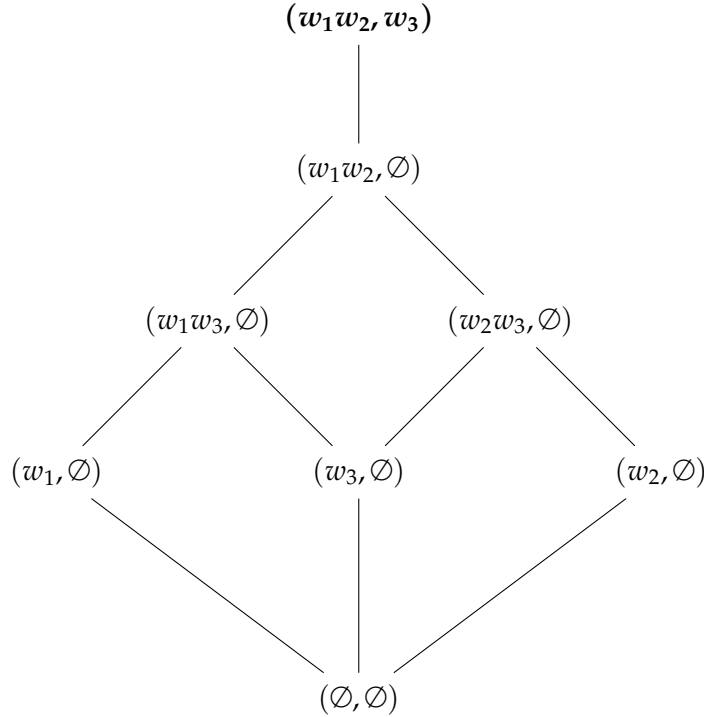 (w₁w₂, w₃)
(w₁w₂, ∅)
(w₁w₃, ∅) (w₂w₃, ∅)
(w₁, ∅) (w₃, ∅) (w₂, ∅)
(∅, ∅)